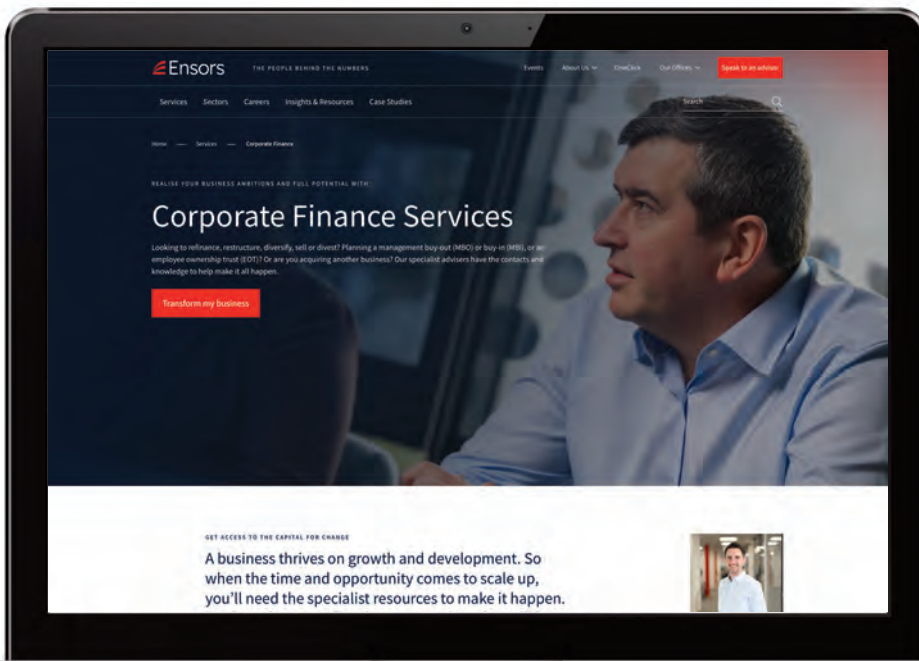 Ensors
THE PEOPLE BEHIND THE NUMBERS
Events
About Us
OneClick
Our Offices
Speak to an adviser
Services
Sectors
Careers
Insights & Resources
Case Studies
Search
Home — Services — Corporate Finance
REALISE YOUR BUSINESS AMBITIONS AND FULL POTENTIAL WITH:
Corporate Finance Services
Looking to refinance, restructure, diversify, sell or divest? Planning a management buy-out (MBO) or buy-in (MBI), or an
employee ownership trust (EOT)? Or are you acquiring another business? Our specialist advisers have the contacts and
knowledge to help make it all happen.
Transform my business
GET ACCESS TO THE CAPITAL FOR CHANGE
A business thrives on growth and development. So
when the time and opportunity comes to scale up,
you’ll need the specialist resources to make it happen.